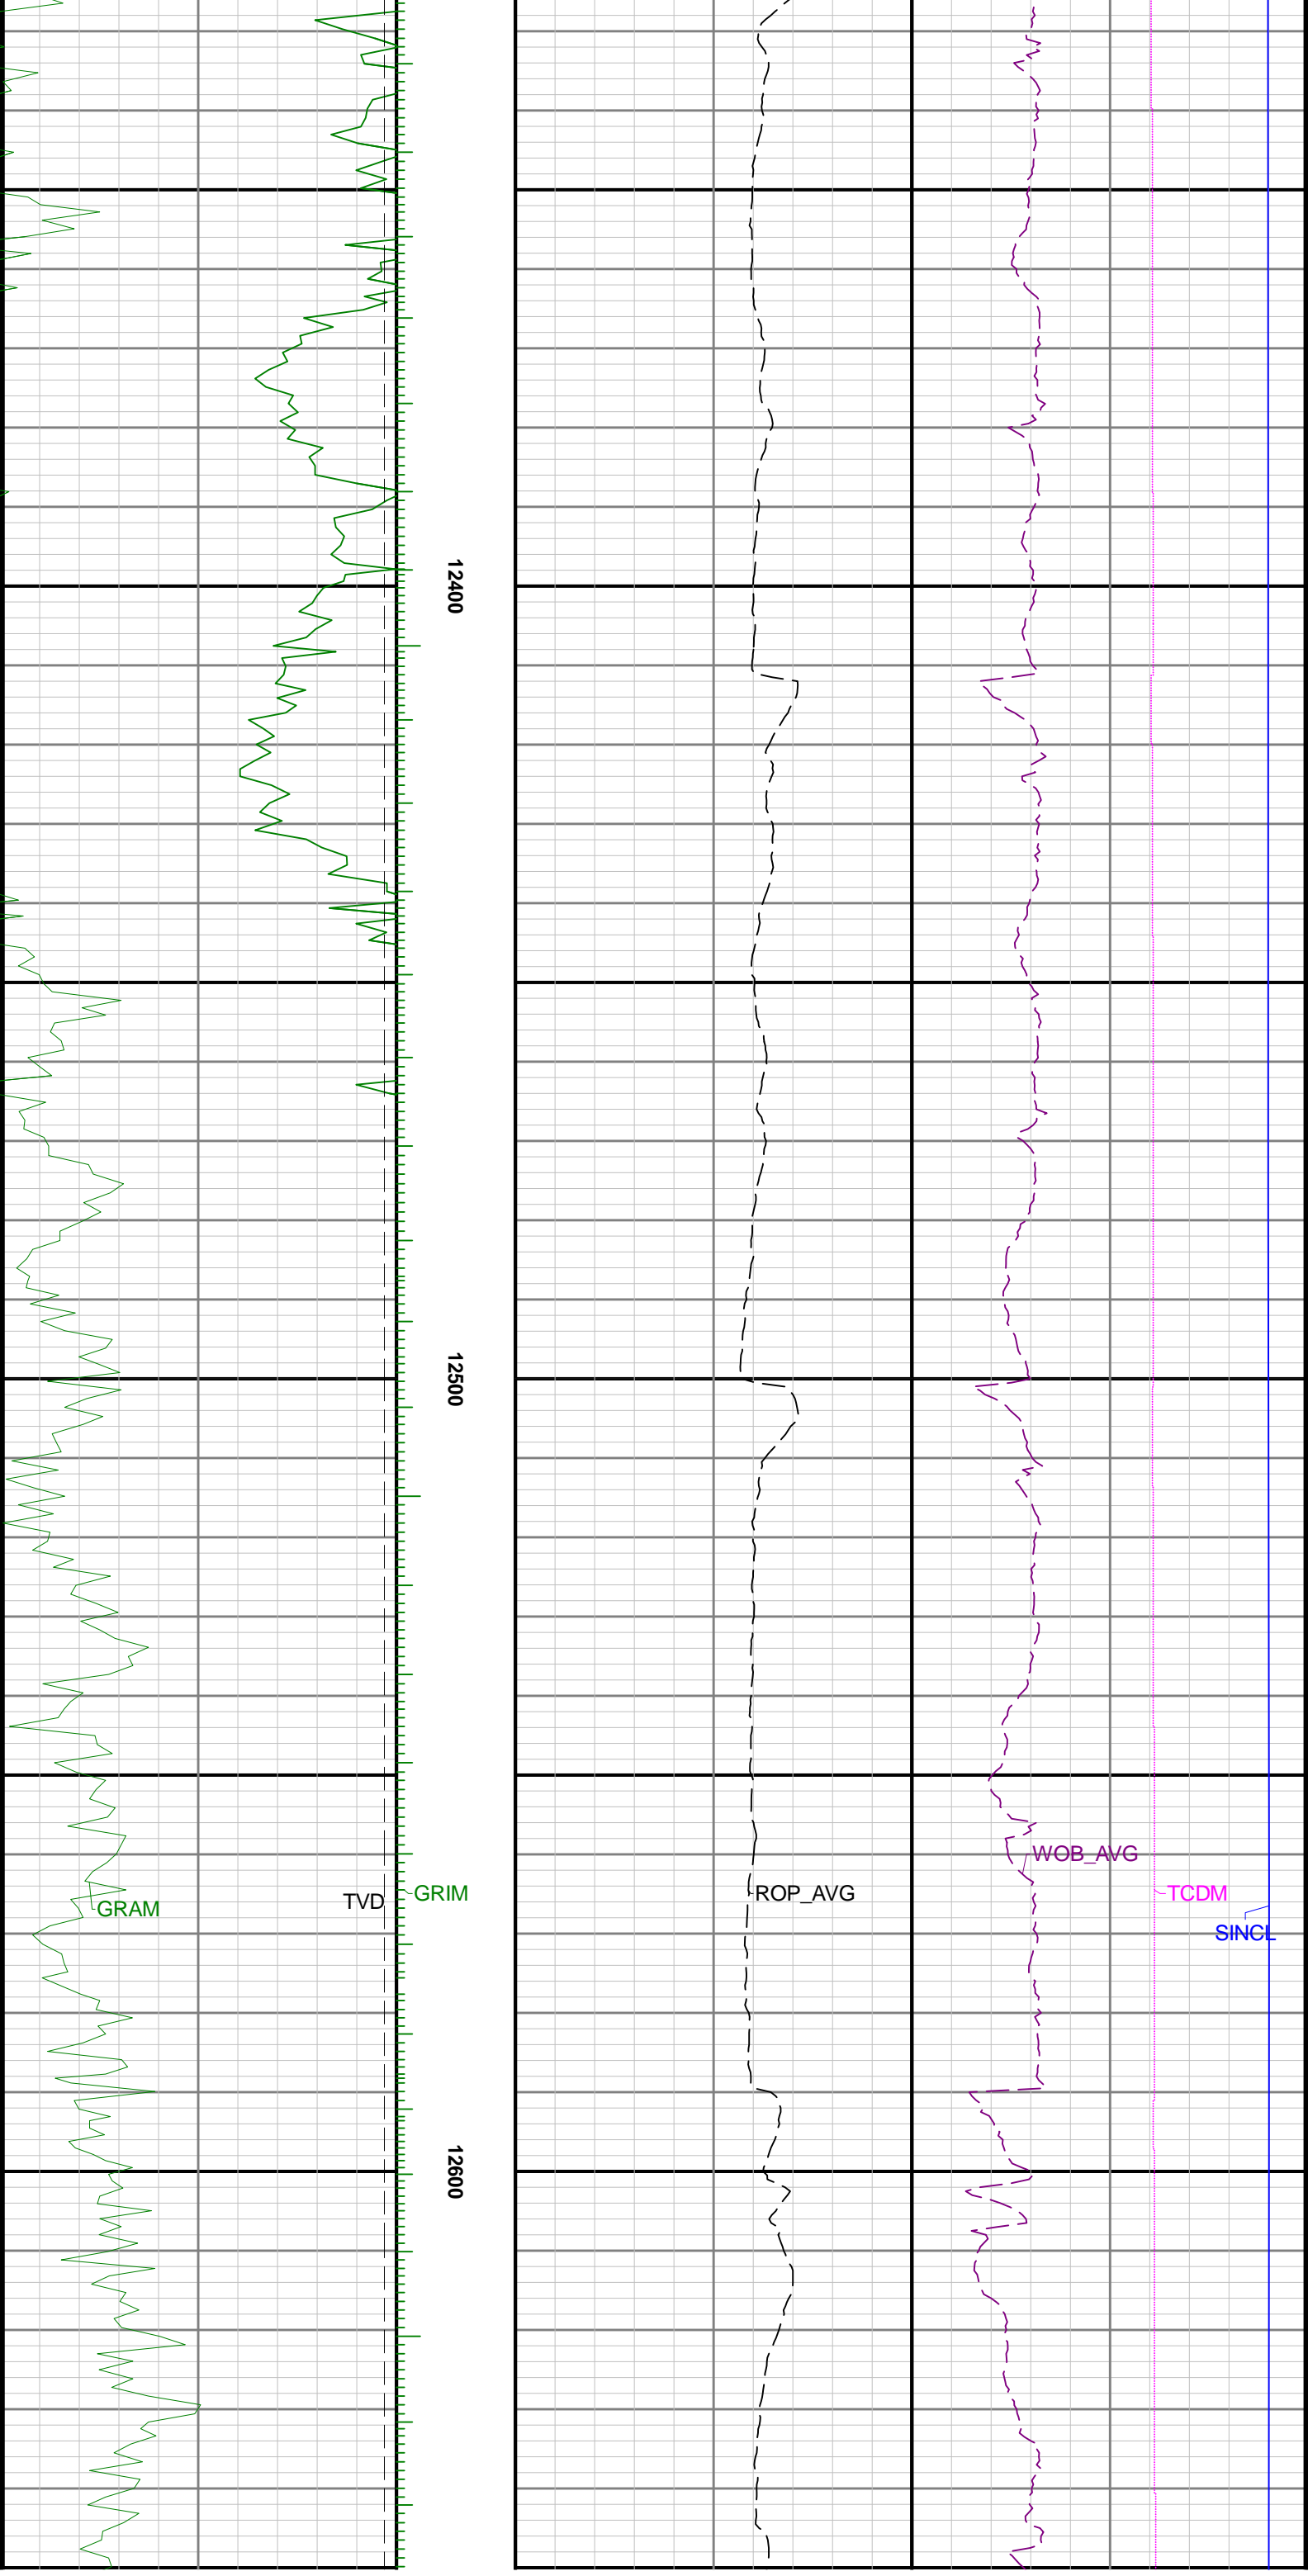 12400
12500
WOB_AVG
GRAM
TVD
GRIM
ROP_AVG
TCDM
SINCL
12600